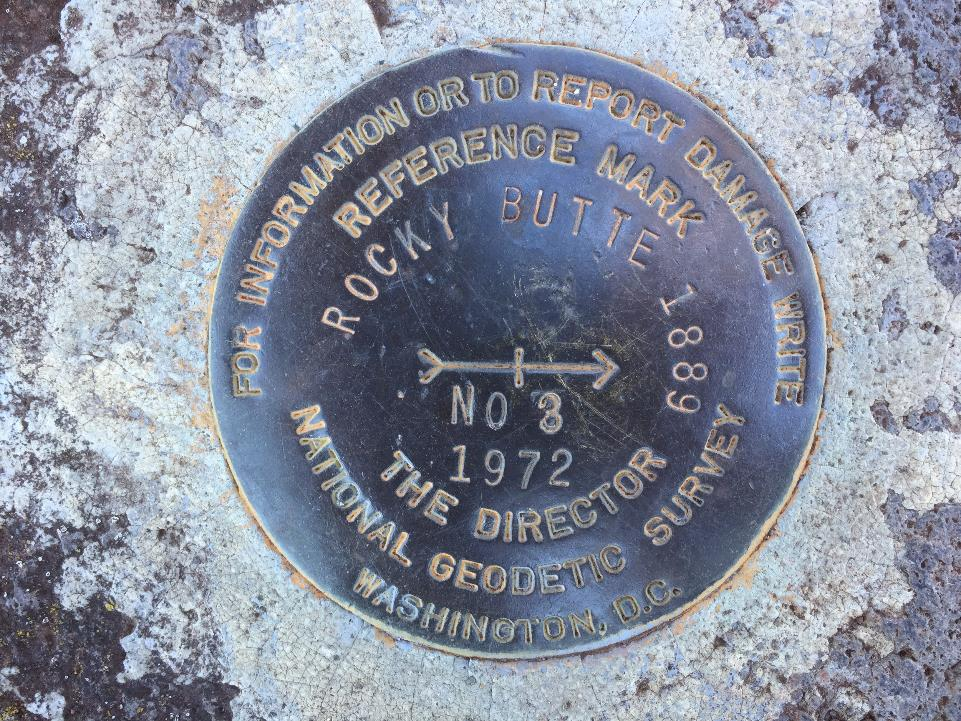 FOR INFORMATION OR TO REPORT DAMAGE WRITE
REFERENCE MARK
ROCKY BUTTE 1889
NO 3
1972
THE DIRECTOR
NATIONAL GEODETIC SURVEY
WASHINGTON, D.C.